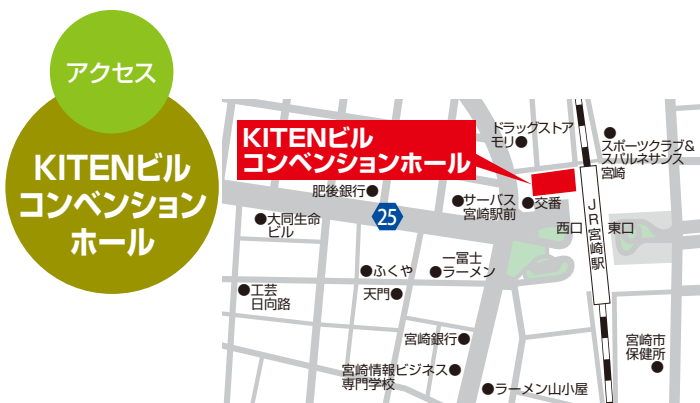 アクセス
KITENビル
コンベンション
ホール
KITENビル
コンベンションホール
ドラッグストア
モリ
スポーツクラブ&
スパルネサンス
宮崎
肥後銀行
25
サーパス
宮崎駅前
交番
大同生命
ビル
西口
JR宮崎駅
東口
一冨士
ラーメン
ふくや
天門
工芸
日向路
宮崎銀行
宮崎市
保健所
宮崎情報ビジネス
専門学校
ラーメン山小屋